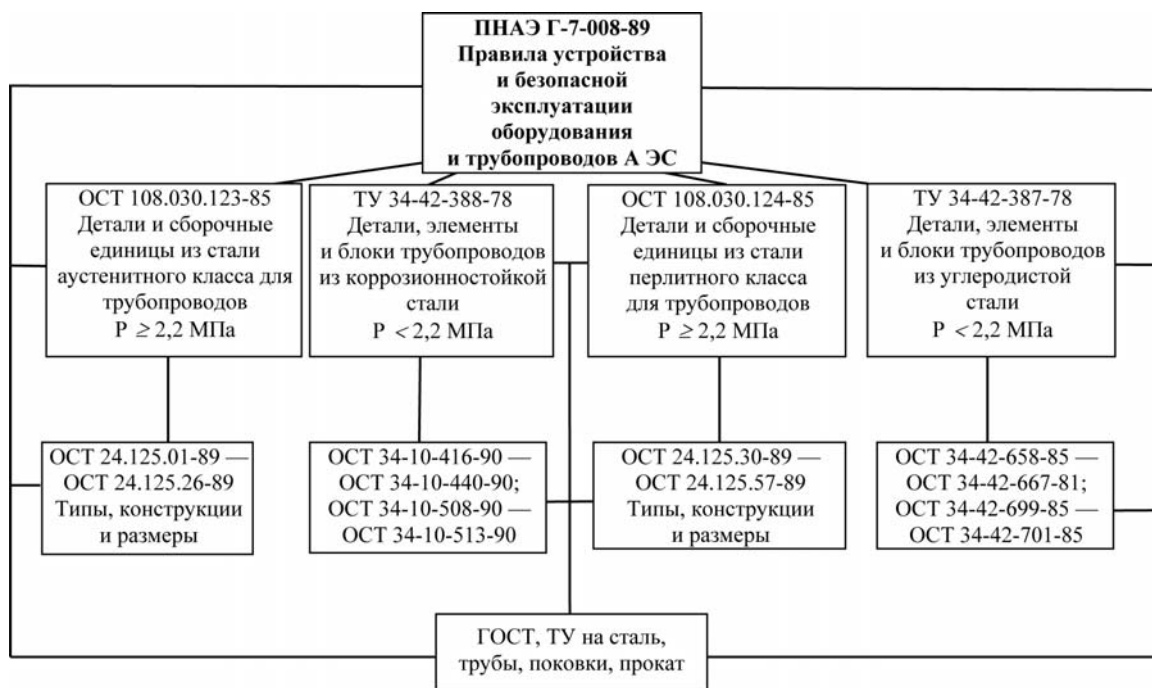 ПНАЭ Г-7-008-89
Правила устройства
и безопасной
эксплуатации
оборудования
и трубопроводов А ЭС
ОСТ 108.030.123-85
Детали и сборочные
единицы из стали
аустенитного класса для
трубопроводов
Р ≥ 2,2 МПа
ТУ 34-42-388-78
Детали, элементы
и блоки трубопроводов
из коррозионностойкой
стали
Р < 2,2 МПа
ОСТ 108.030.124-85
Детали и сборочные
единицы из стали
перлитного класса
для трубопроводов
Р ≥ 2,2 МПа
ТУ 34-42-387-78
Детали, элементы
и блоки трубопроводов
из углеродистой
стали
Р < 2,2 МПа
ОСТ 24.125.01-89 —
ОСТ 24.125.26-89
Типы, конструкции
и размеры
ОСТ 34-10-416-90 —
ОСТ 34-10-440-90;
ОСТ 34-10-508-90 —
ОСТ 34-10-513-90
ОСТ 24.125.30-89 —
ОСТ 24.125.57-89
Типы, конструкции
и размеры
ОСТ 34-42-658-85 —
ОСТ 34-42-667-81;
ОСТ 34-42-699-85 —
ОСТ 34-42-701-85
ГОСТ, ТУ на сталь,
трубы, поковки, прокат